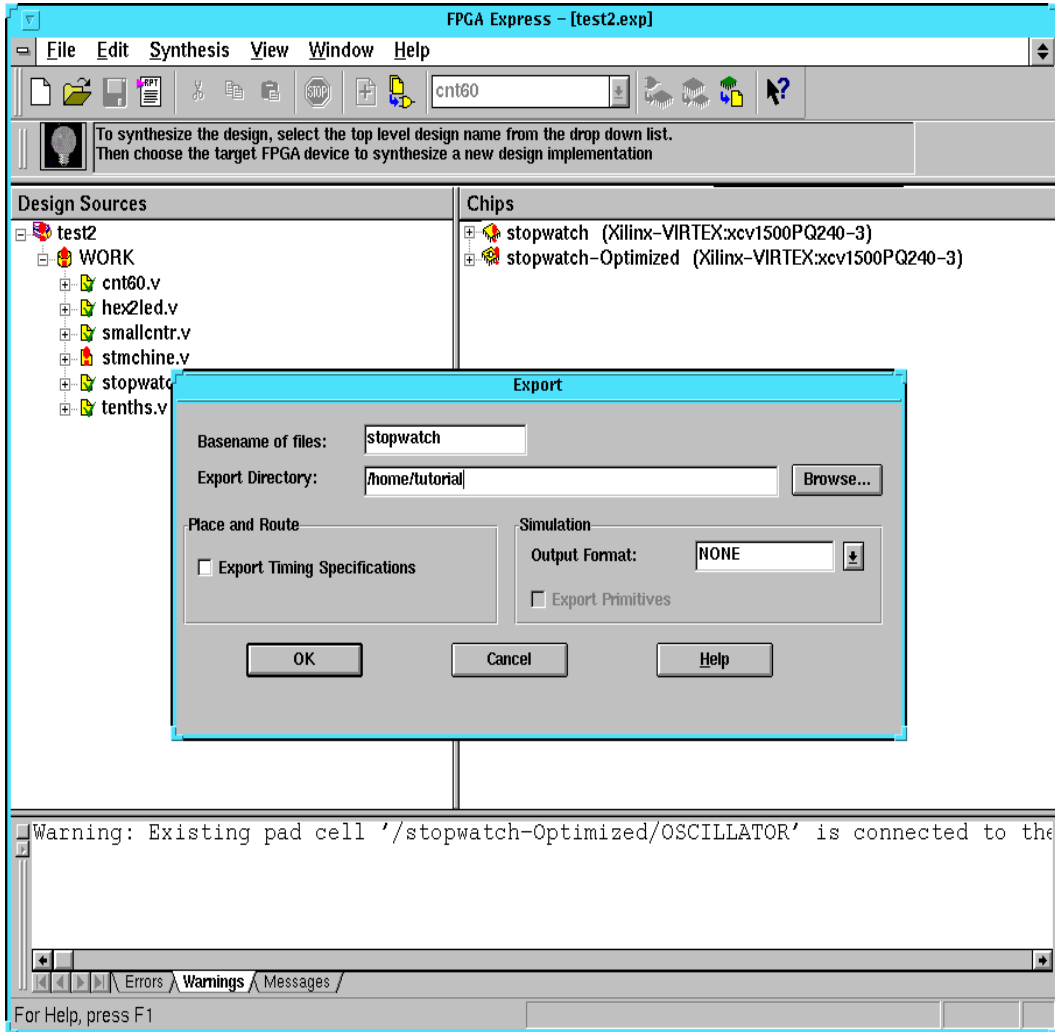 FPGA Express – [test2.exp]
File Edit Synthesis View Window Help
RPT STOP cnt60 ?
To synthesize the design, select the top level design name from the drop down list.
Then choose the target FPGA device to synthesize a new design implementation
Design Sources
Chips
test2
WORK
cnt60.v
hex2led.v
smallcntr.v
stmchine.v
stopwatc
tenths.v
stopwatch (Xilinx-VIRTEX:xcv1500PQ240-3)
stopwatch-Optimized (Xilinx-VIRTEX:xcv1500PQ240-3)
Export
Basename of files: stopwatch
Export Directory: /home/tutorial Browse...
Place and Route
Export Timing Specifications
Simulation
Output Format: NONE
Export Primitives
OK Cancel Help
Warning: Existing pad cell '/stopwatch-Optimized/OSCILLATOR' is connected to the
Errors Warnings Messages
For Help, press F1